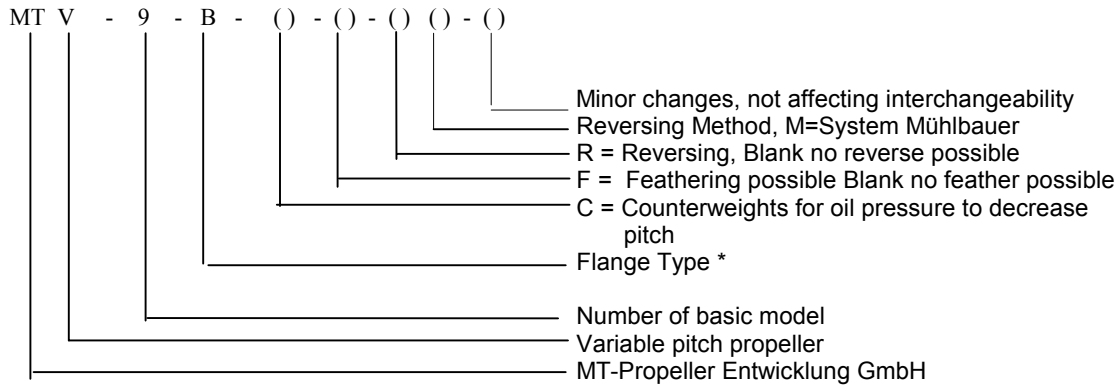 MT V - 9 - B - ( ) - ( ) - ( ) ( ) - ( )
Minor changes, not affecting interchangeability
Reversing Method, M=System Mühlbauer
R = Reversing, Blank no reverse possible
F = Feathering possible Blank no feather possible
C = Counterweights for oil pressure to decrease
pitch
Flange Type *
Number of basic model
Variable pitch propeller
MT-Propeller Entwicklung GmbH